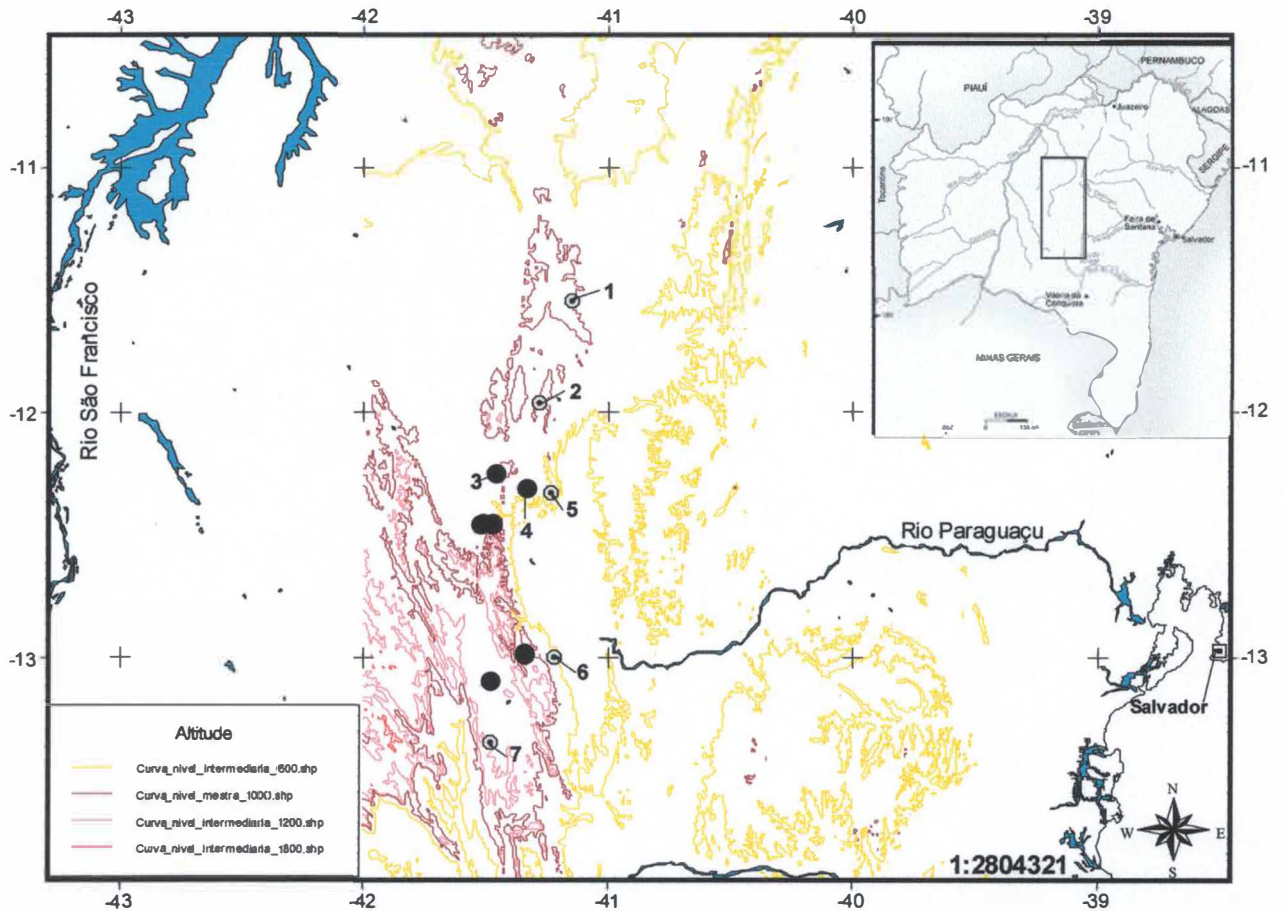 -43
-42
-41
-40
-39
-11
-11
-12
-12
-13
-13
-43
-42
-41
-40
-39
Rio São Francisco
Rio Paraguaçu
Salvador
1
2
3
4
5
6
7
Altitude
Curva_nivel_intermediaria_600.shp
Curva_nivel_mestra_1000.shp
Curva_nivel_intermediaria_1200.shp
Curva_nivel_intermediaria_1800.shp
1:2804321
N
W
E
S
PERNAMBUCO
PIAUÍ
Juazeiro
ALAGOAS
SERGIPE
Tocantins
Feira de Santana
Salvador
Vitória da Conquista
MINAS GERAIS